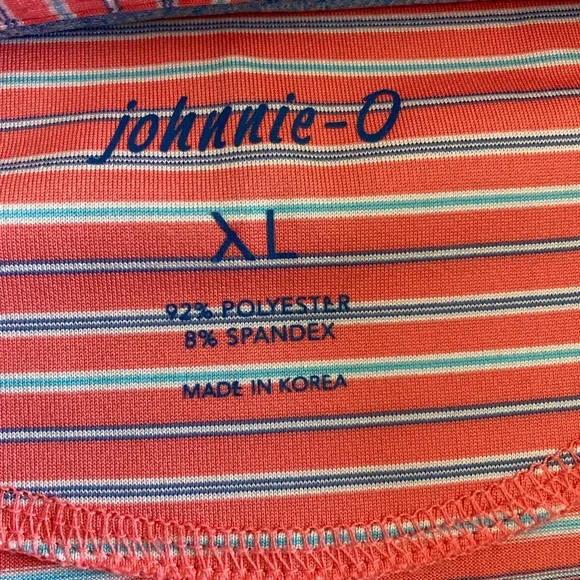 johnnie-O
XL
92% POLYESTER
8% SPANDEX
MADE IN KOREA